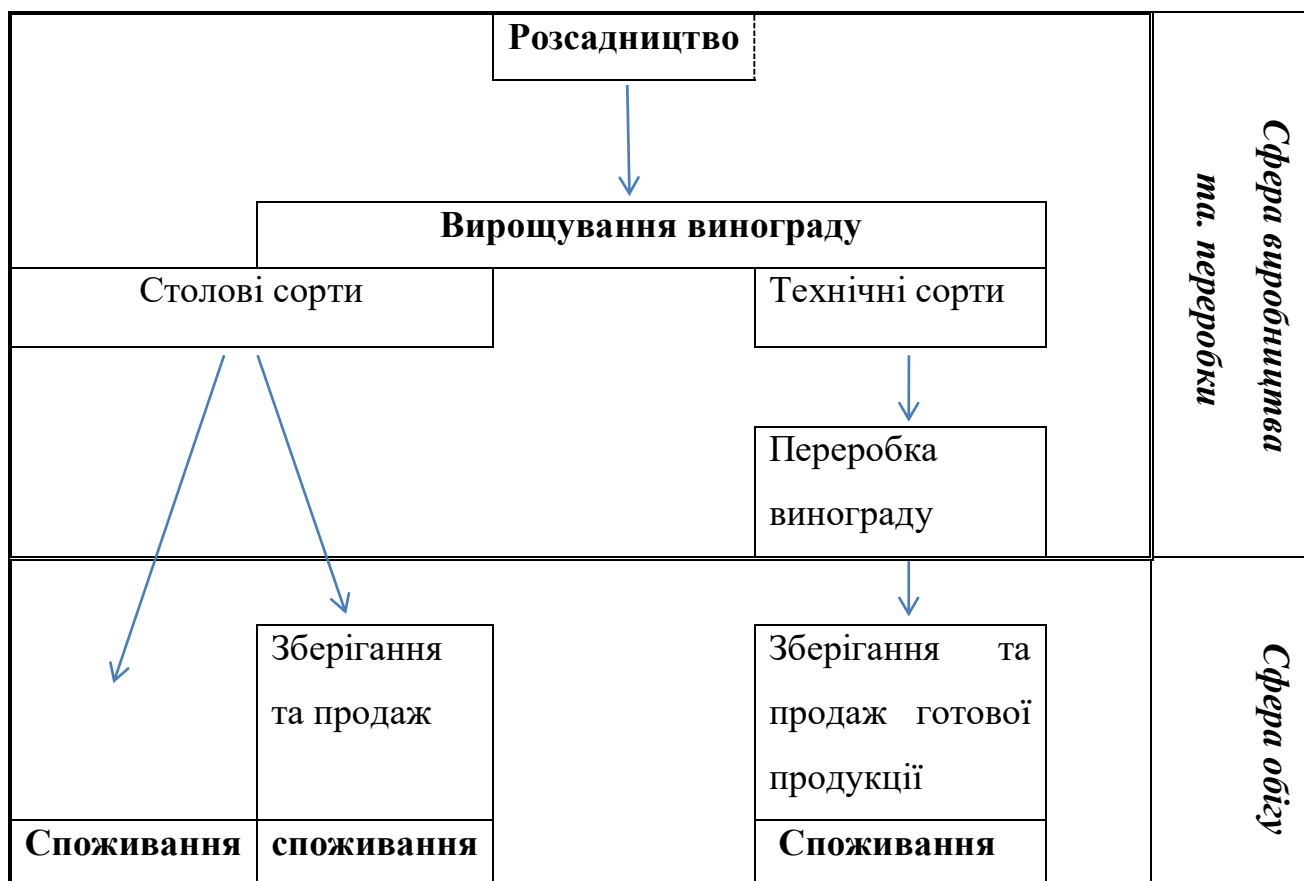 Розсадництво
Вирощування винограду
Столові сорти
Технічні сорти
Переробка
винограду
Сфера виробництва
та. переробки
Зберігання
та продаж
Зберігання та
продаж готової
продукції
Сфера обігу
Споживання
споживання
Споживання